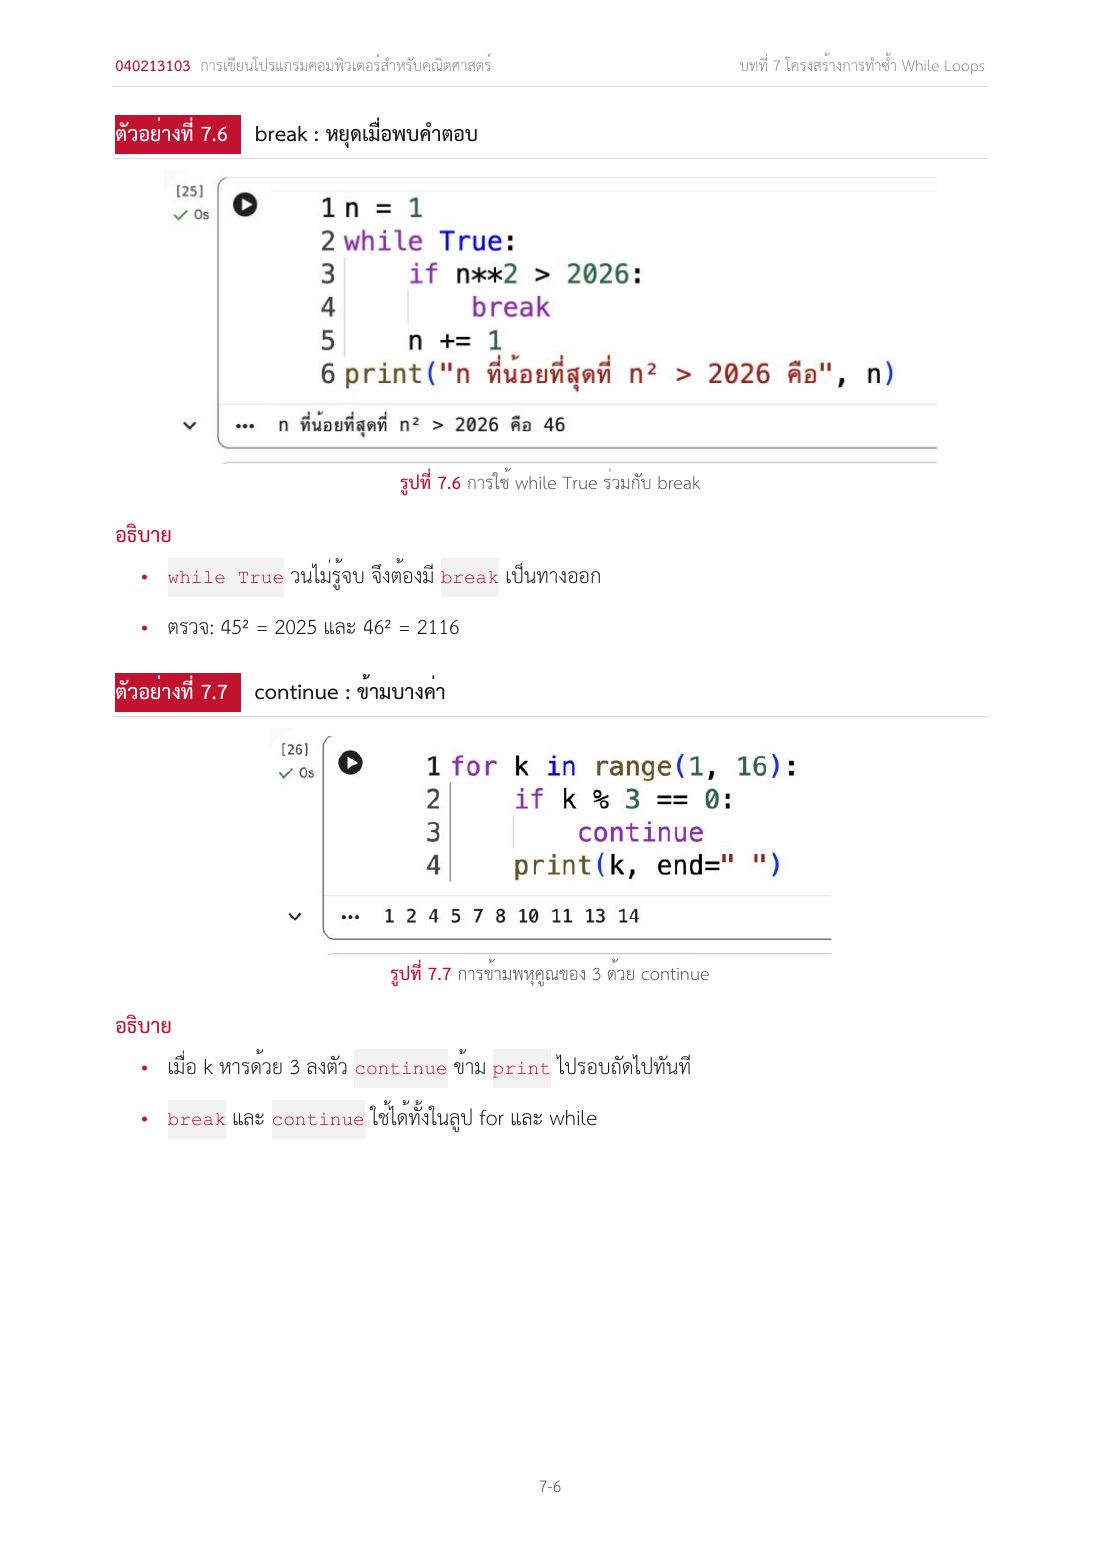 040213103 การเขียนโปรแกรมคอมพิวเตอร์สำหรับคณิตศาสตร์ บทที่ 7 โครงสร้างการทำซ้ำ While Loops
ตัวอย่างที่ 7.6 break : หยุดเมื่อพบคำตอบ
[25]
0s
1 n = 1
2 while True:
3 if n**2 > 2026:
4 break
5 n += 1
6 print("n ที่น้อยที่สุดที่ n² > 2026 คือ", n)
n ที่น้อยที่สุดที่ n² > 2026 คือ 46
รูปที่ 7.6 การใช้ while True ร่วมกับ break
อธิบาย
• while True วนไม่รู้จบ จึงต้องมี break เป็นทางออก
• ตรวจ: 45² = 2025 และ 46² = 2116
ตัวอย่างที่ 7.7 continue : ข้ามบางค่า
[26]
0s
1 for k in range(1, 16):
2 if k % 3 == 0:
3 continue
4 print(k, end=" ")
1 2 4 5 7 8 10 11 13 14
รูปที่ 7.7 การข้ามพหุคูณของ 3 ด้วย continue
อธิบาย
• เมื่อ k หารด้วย 3 ลงตัว continue ข้าม print ไปรอบถัดไปทันที
• break และ continue ใช้ได้ทั้งในลูป for และ while
7-6